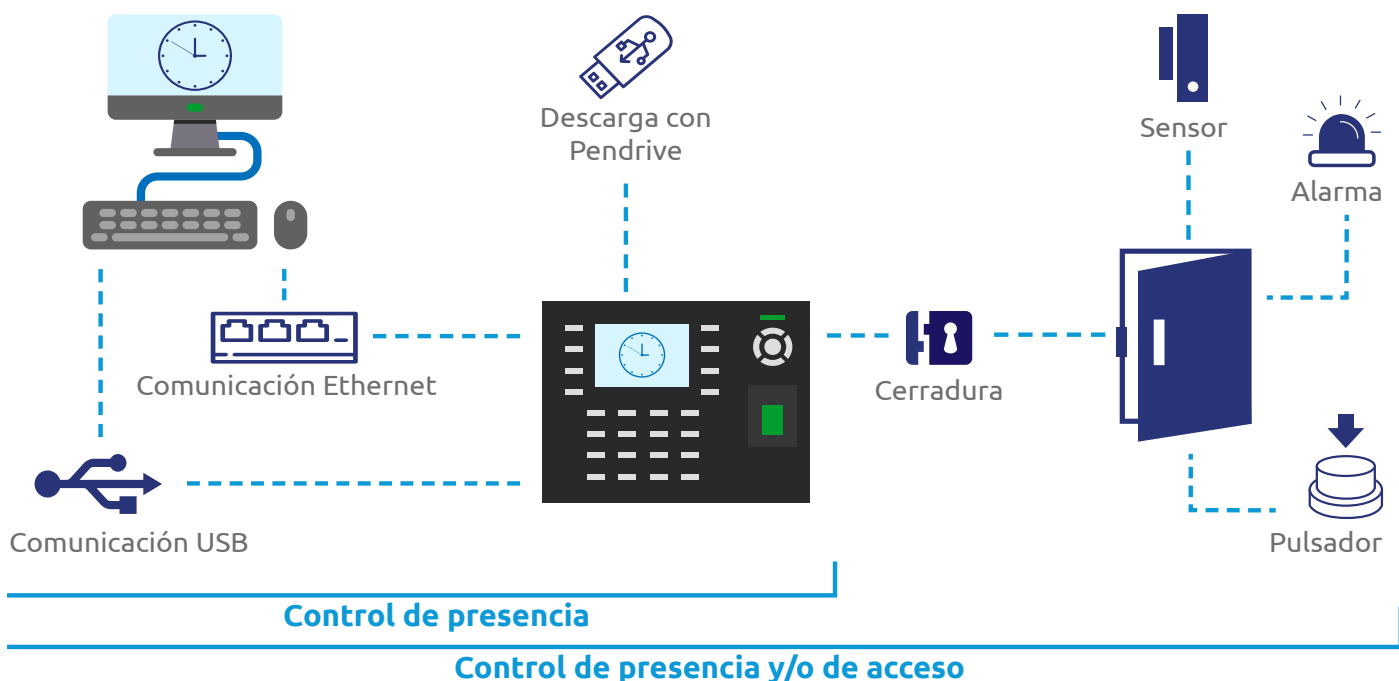 Descarga con
Pendrive
Sensor
Alarma
Comunicación Ethernet
Cerradura
Comunicación USB
Pulsador
Control de presencia
Control de presencia y/o de acceso